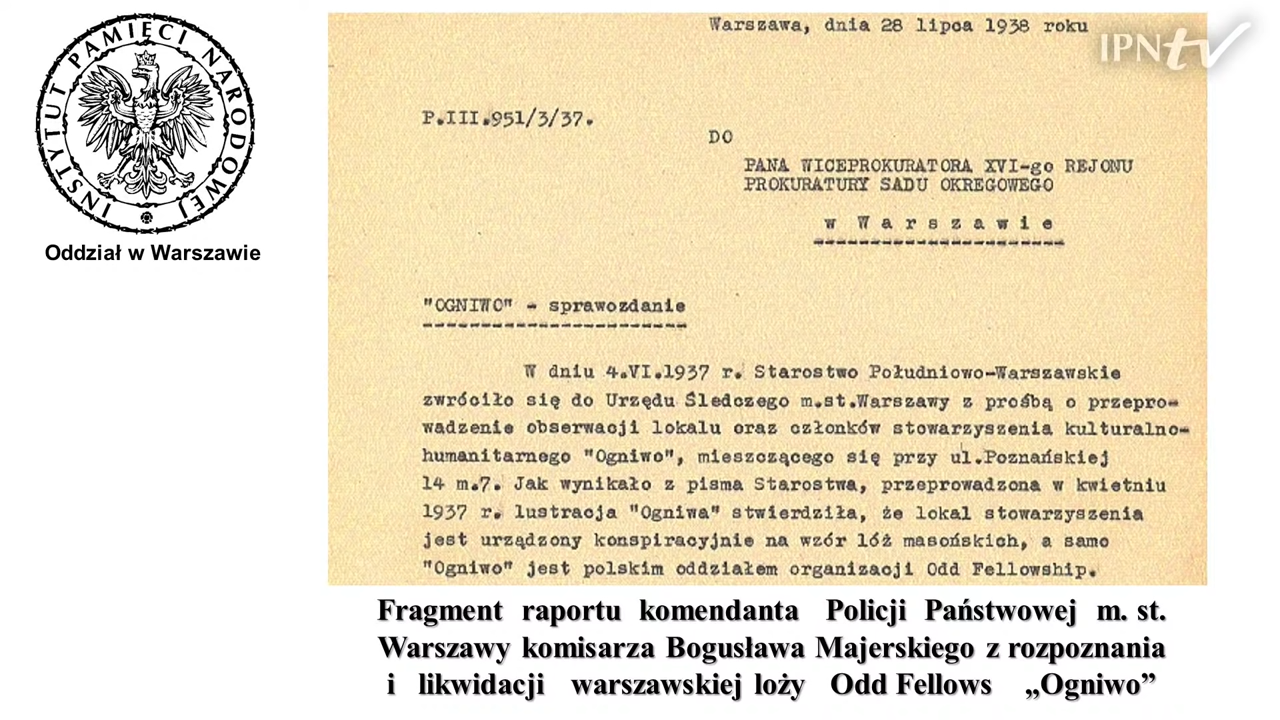 INSTYTUT PAMIĘCI NARODOWEJ
Oddział w Warszawie
IPNtv
Warszawa, dnia 28 lipca 1938 roku
P.III.951/3/37.
DO
PANA WICEPROKURATORA XVI-go REJONU
PROKURATURY SADU OKREGOWEGO
w Warszawie
"OGNIWO" - sprawozdanie
W dniu 4.VI.1937 r. Starostwo Południowo-Warszawskie
zwróciło się do Urzędu Śledczego m.st.Warszawy z prośbą o przepro-
wadzenie obserwacji lokalu oraz członków stowarzyszenia kulturalno-
humanitarnego "Ogniwo", mieszczącego się przy ul.Poznańskiej
14 m.7. Jak wynikało z pisma Starostwa, przeprowadzona w kwietniu
1937 r. lustracja "Ogniwa" stwierdziła, że lokal stowarzyszenia
jest urządzony konspiracyjnie na wzór lóż masońskich, a samo
"Ogniwo" jest polskim oddziałem organizacji Odd Fellowship.
Fragment raportu komendanta Policji Państwowej m. st.
Warszawy komisarza Bogusława Majerskiego z rozpoznania
i likwidacji warszawskiej loży Odd Fellows „Ogniwo”